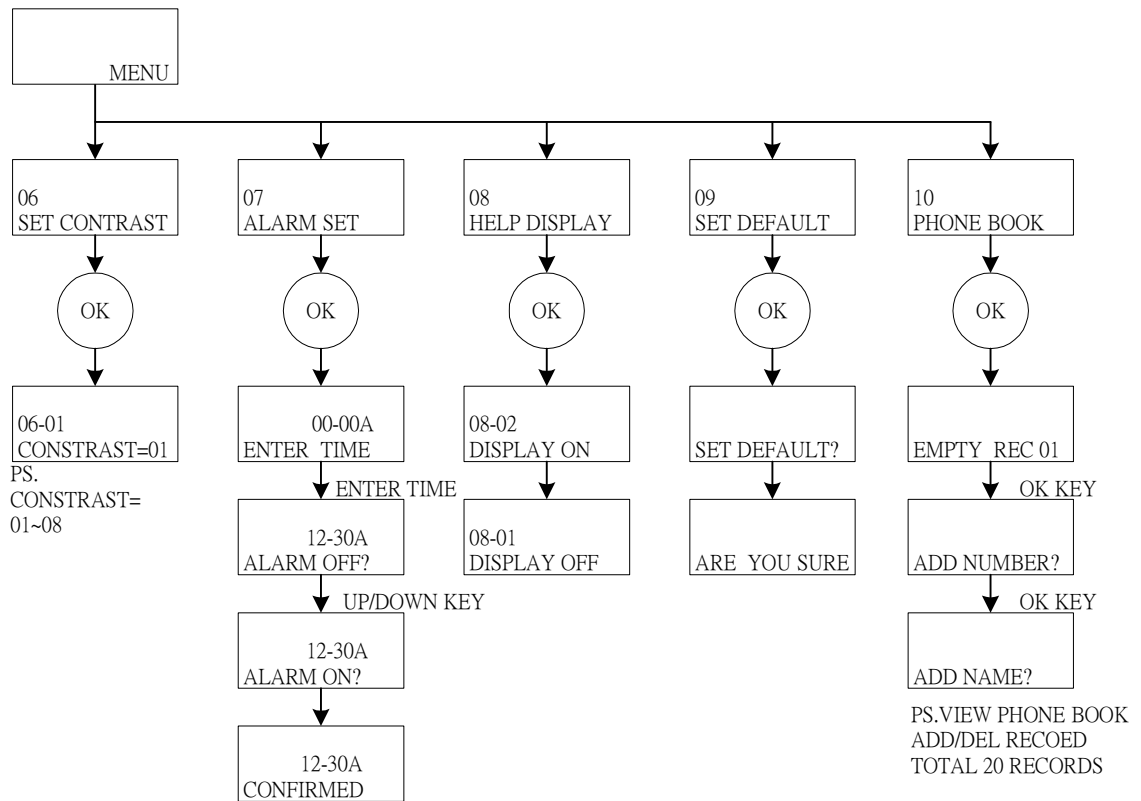 MENU
06
SET CONTRAST
07
ALARM SET
08
HELP DISPLAY
09
SET DEFAULT
10
PHONE BOOK
OK
OK
OK
OK
OK
06-01
CONSTRAST=01
PS.
CONSTRAST=
01~08
00-00A
ENTER TIME
ENTER TIME
12-30A
ALARM OFF?
UP/DOWN KEY
12-30A
ALARM ON?
12-30A
CONFIRMED
08-02
DISPLAY ON
08-01
DISPLAY OFF
SET DEFAULT?
ARE YOU SURE
EMPTY REC 01
OK KEY
ADD NUMBER?
OK KEY
ADD NAME?
PS.VIEW PHONE BOOK
ADD/DEL RECOED
TOTAL 20 RECORDS